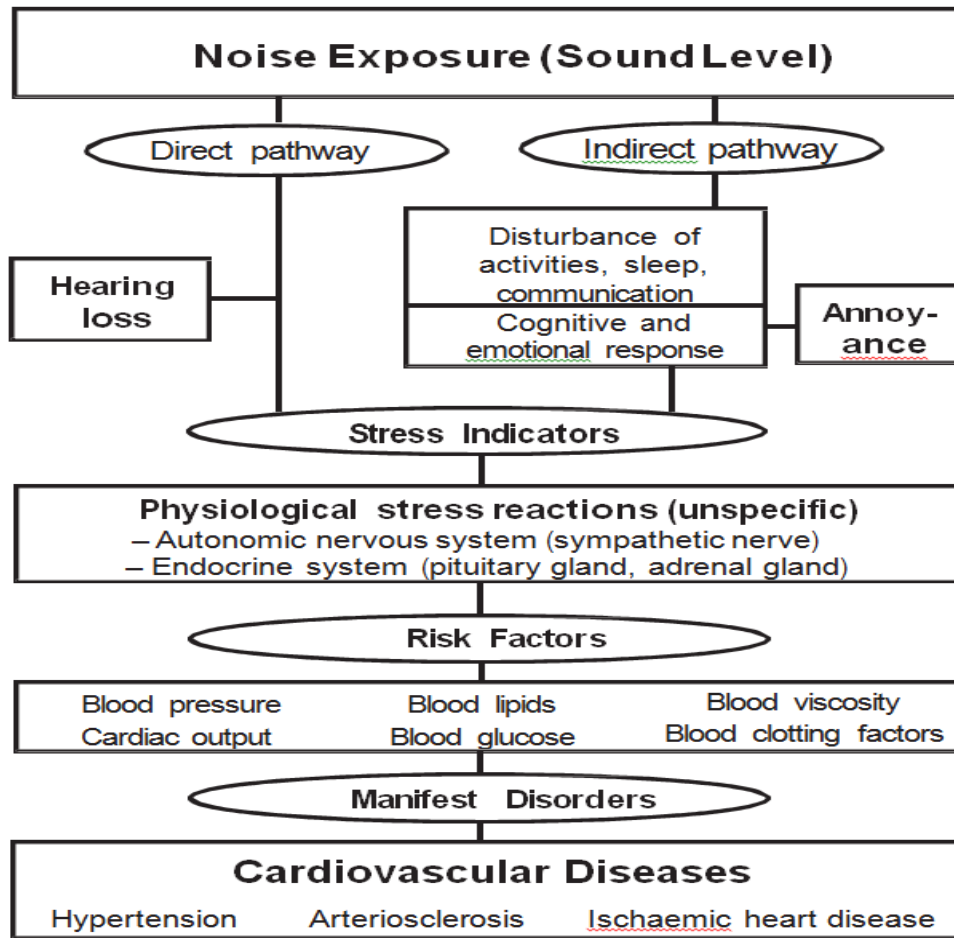 Noise Exposure (Sound Level)
Direct pathway
Indirect pathway
Disturbance of
activities, sleep,
communication
Hearing
loss
Cognitive and
emotional response
Annoy-
ance
Stress Indicators
Physiological stress reactions (unspecific)
– Autonomic nervous system (sympathetic nerve)
– Endocrine system (pituitary gland, adrenal gland)
Risk Factors
Blood pressure Blood lipids Blood viscosity
Cardiac output Blood glucose Blood clotting factors
Manifest Disorders
Cardiovascular Diseases
Hypertension Arteriosclerosis Ischaemic heart disease